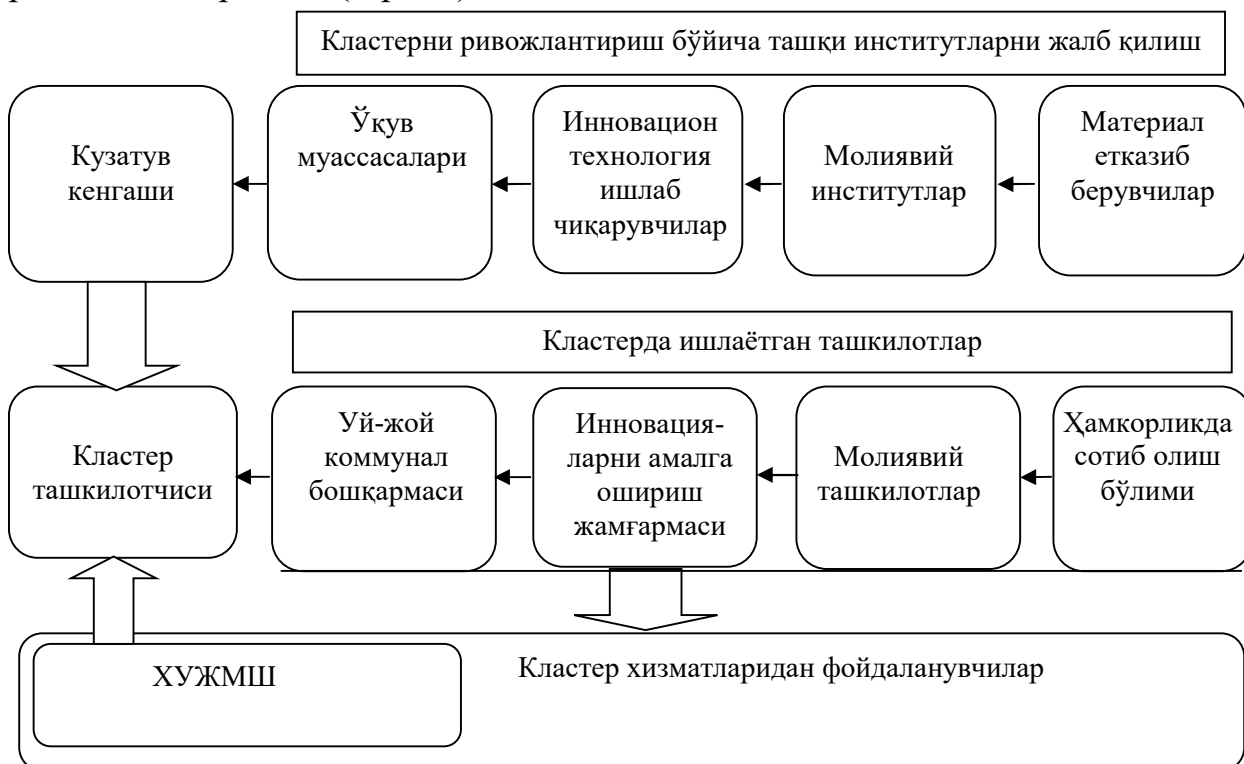 Кластерни ривожлантириш бўйича ташқи институтларни жалб қилиш
Кузатув
кенгаши
Ўқув
муассасалари
Инновацион
технология
ишлаб
чиқарувчилар
Молиявий
институтлар
Материал
етказиб
берувчилар
Кластерда ишлаётган ташкилотлар
Кластер
ташкилотчиси
Уй-жой
коммунал
бошқармаси
Инновация-
ларни амалга
ошириш
жамғармаси
Молиявий
ташкилотлар
Ҳамкорликда
сотиб олиш
бўлими
ХУЖМШ
Кластер хизматларидан фойдаланувчилар